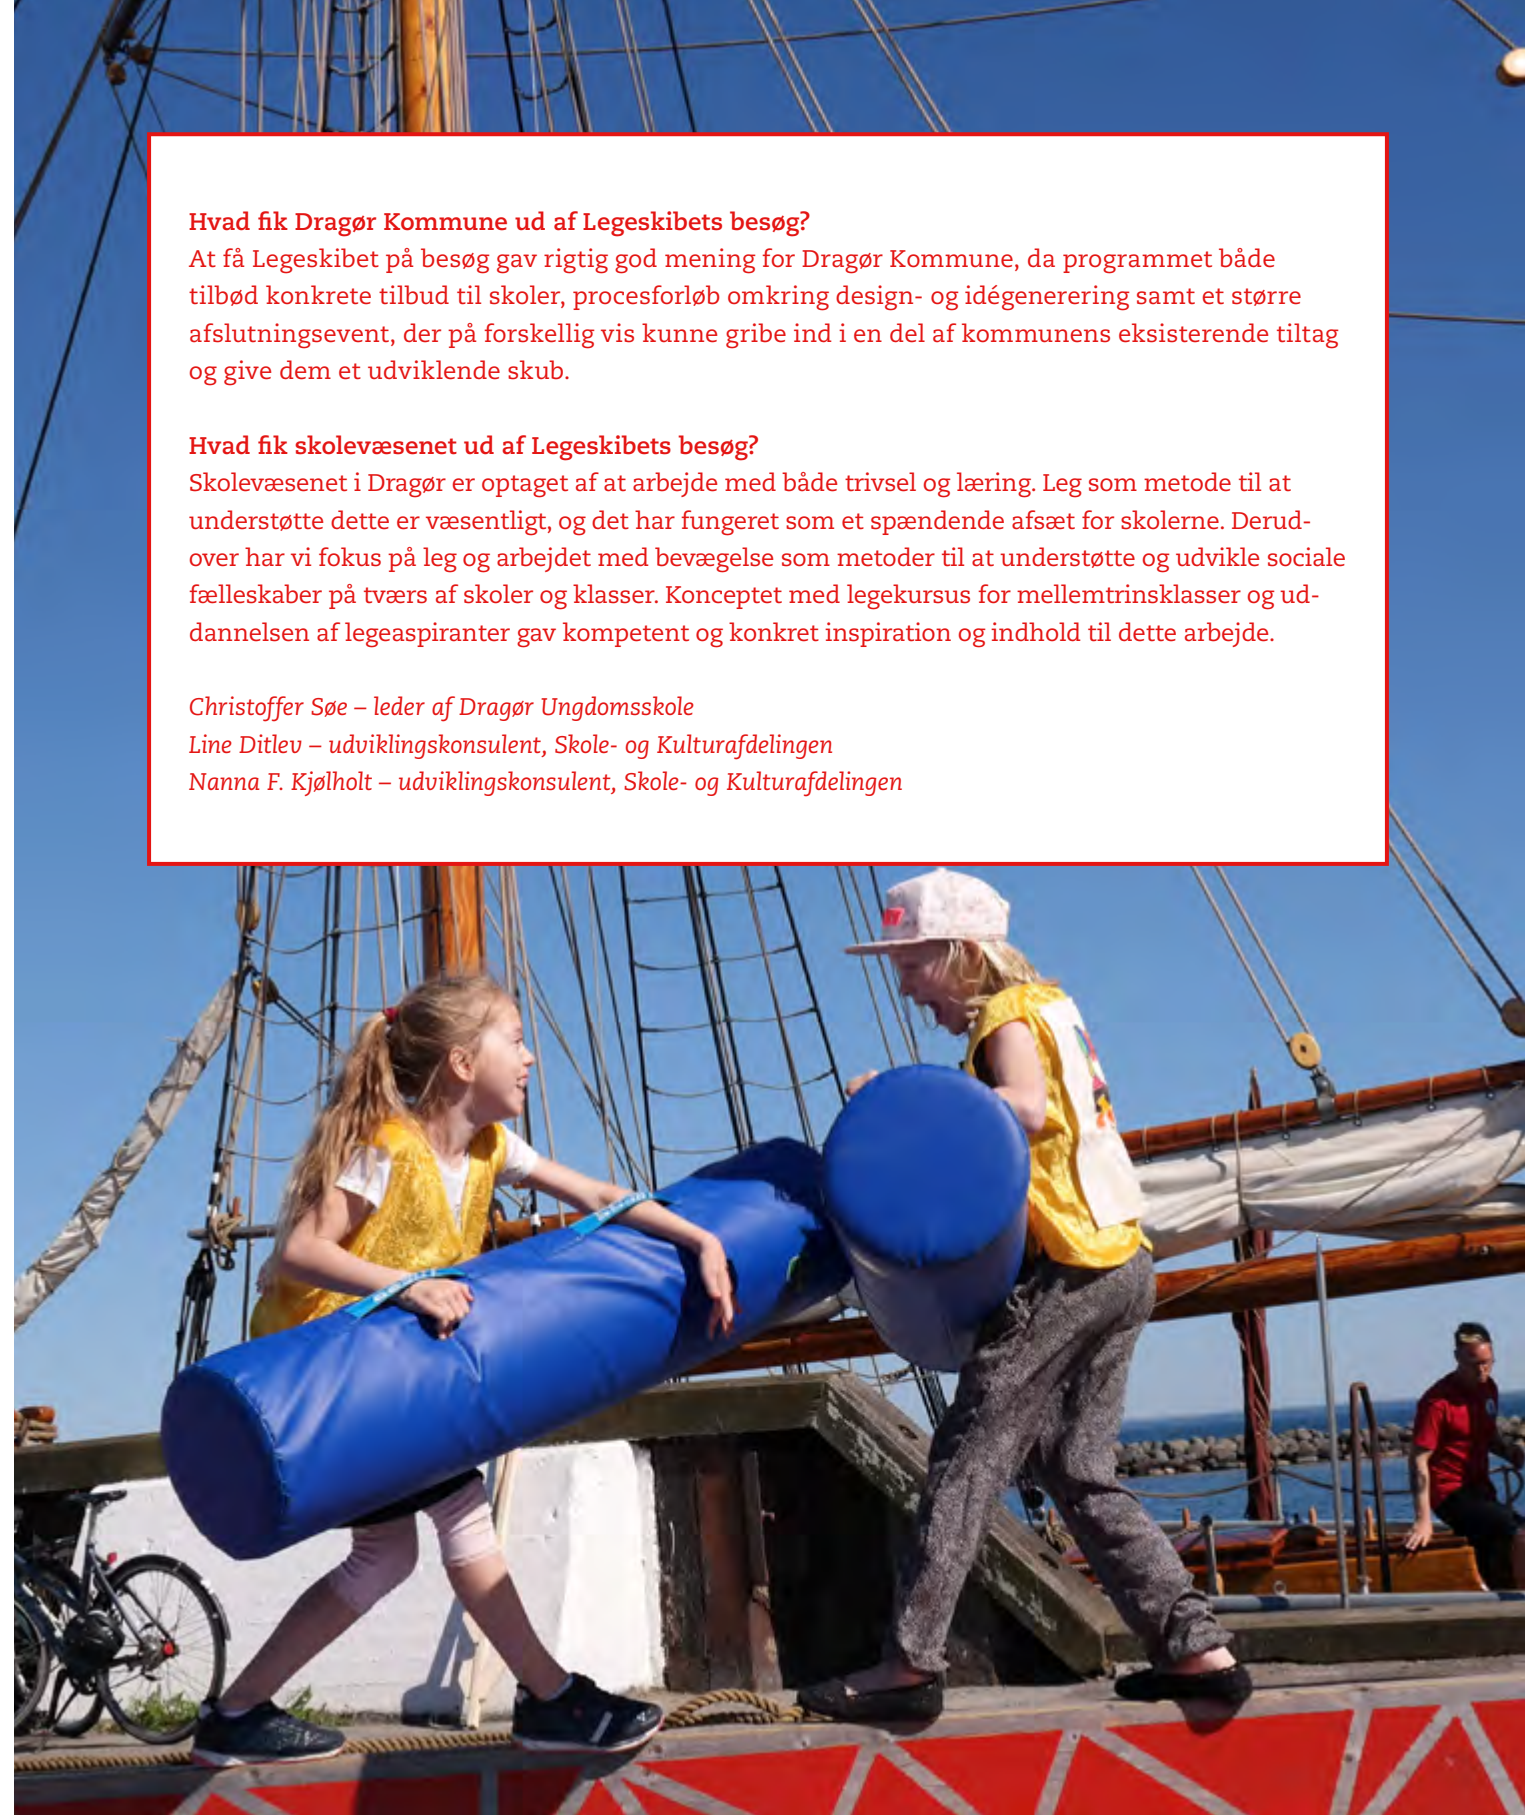 Hvad fik Dragør Kommune ud af Legeskibets besøg?
At få Legeskibet på besøg gav rigtig god mening for Dragør Kommune, da programmet både
tilbød konkrete tilbud til skoler, procesforløb omkring design- og idégenerering samt et større
afslutningsevent, der på forskellig vis kunne gribe ind i en del af kommunens eksisterende tiltag
og give dem et udviklende skub.
Hvad fik skolevæsenet ud af Legeskibets besøg?
Skolevæsenet i Dragør er optaget af at arbejde med både trivsel og læring. Leg som metode til at
understøtte dette er væsentligt, og det har fungeret som et spændende afsæt for skolerne. Derud-
over har vi fokus på leg og arbejdet med bevægelse som metoder til at understøtte og udvikle sociale
fælleskaber på tværs af skoler og klasser. Konceptet med legekursus for mellemtrinsklasser og ud-
dannelsen af legeaspiranter gav kompetent og konkret inspiration og indhold til dette arbejde.
Christoffer Søe – leder af Dragør Ungdomsskole
Line Ditlev – udviklingskonsulent, Skole- og Kulturafdelingen
Nanna F. Kjølholt – udviklingskonsulent, Skole- og Kulturafdelingen